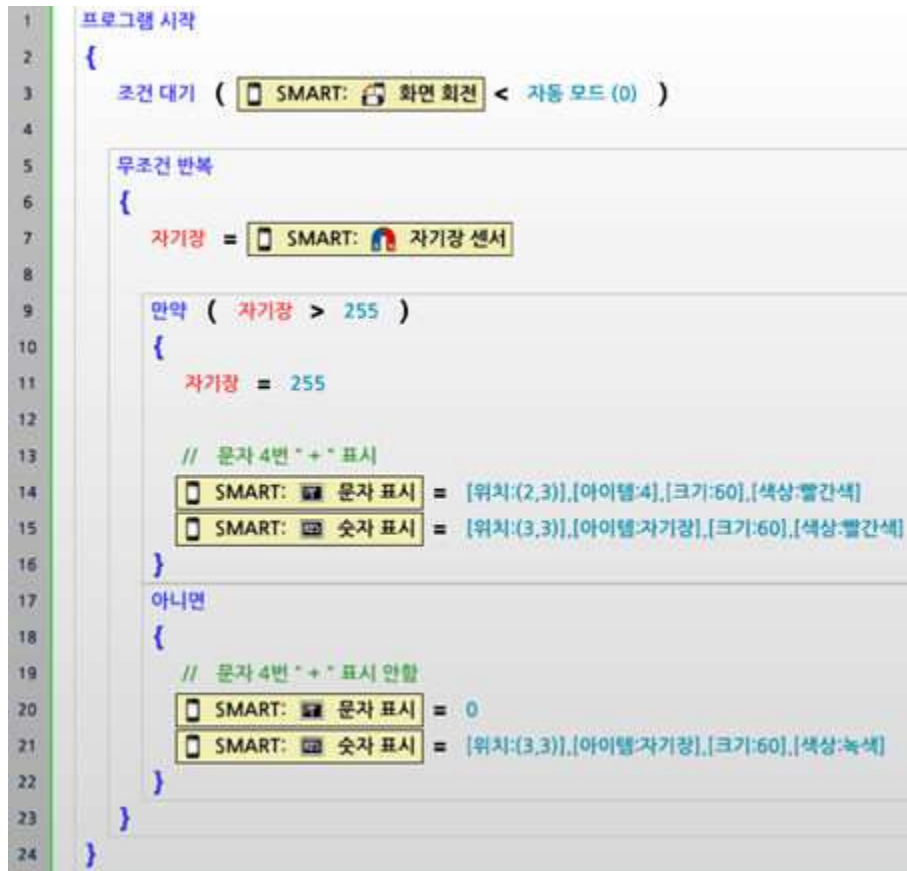 1 프로그램 시작
2 {
3 조건 대기 ( SMART: 화면 회전 < 자동 모드 (0) )
4
5 무조건 반복
6 {
7 자기장 = SMART: 자기장 센서
8
9 만약 ( 자기장 > 255 )
10 {
11 자기장 = 255
12
13 // 문자 4번 " + " 표시
14 SMART: 문자 표시 = [위치:(2,3)],[아이템:4],[크기:60],[색상:빨간색]
15 SMART: 숫자 표시 = [위치:(3,3)],[아이템:자기장],[크기:60],[색상:빨간색]
16 }
17 아니면
18 {
19 // 문자 4번 " + " 표시 안함
20 SMART: 문자 표시 = 0
21 SMART: 숫자 표시 = [위치:(3,3)],[아이템:자기장],[크기:60],[색상:녹색]
22 }
23 }
24 }